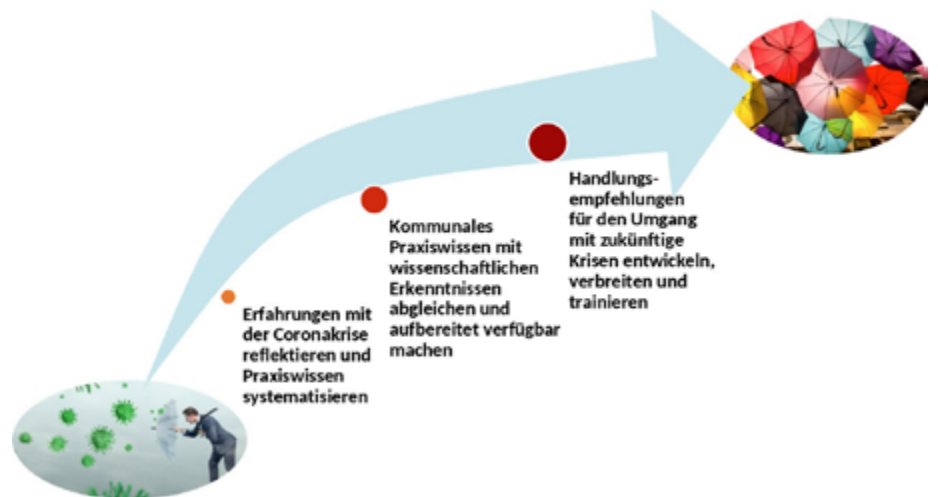 Erfahrungen mit
der Coronakrise
reflektieren und
Praxiswissen
systematisieren
Kommunales
Praxiswissen mit
wissenschaftlichen
Erkenntnissen
abgleichen und
aufbereitet verfügbar
machen
Handlungs-
empfehlungen
für den Umgang
mit zukünftige
Krisen entwickeln,
verbreiten und
trainieren